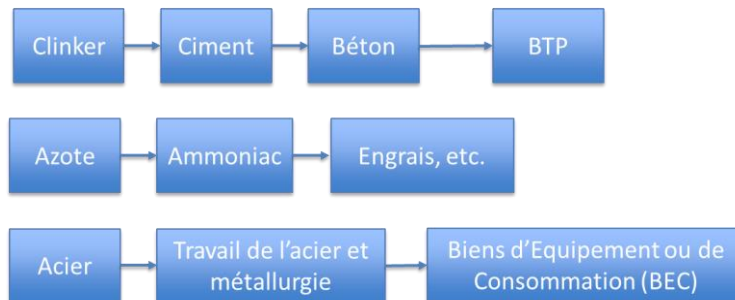 Clinker
Ciment
Béton
BTP
Azote
Ammoniac
Engrais, etc.
Acier
Travail de l'acier et
métallurgie
Biens d'Equipement ou de
Consommation (BEC)